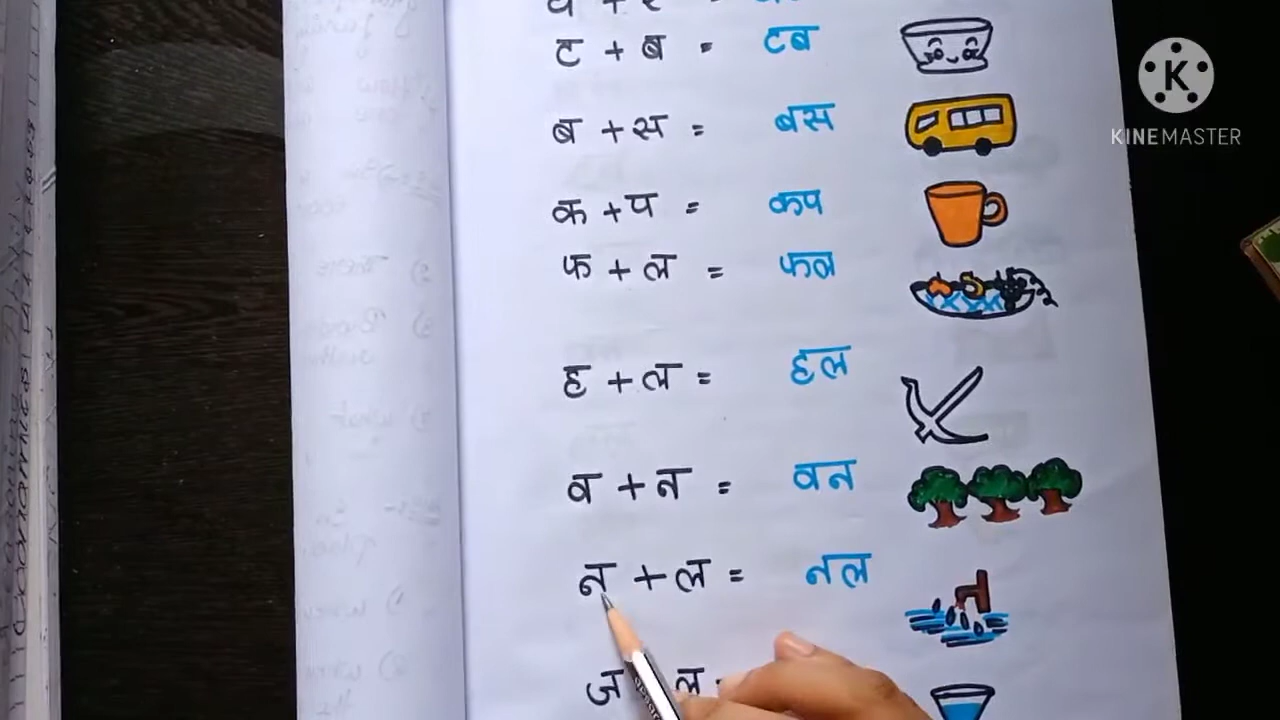 ट + ब = टब
ब + स = बस
क + प = कप
फ + ल = फल
ह + ल = हल
व + न = वन
न + ल = नल
ज ल
K
KINEMASTER